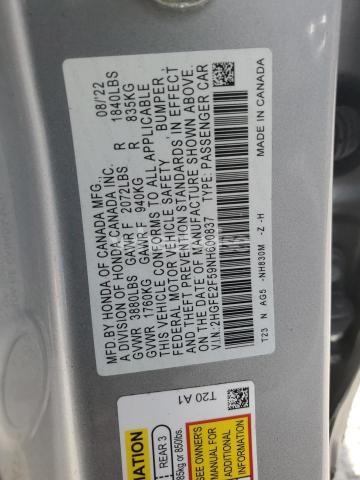 MFD.BY HONDA OF CANADA MFG., 08/'22
A DIVISION OF HONDA CANADA INC.
GVWR 3880LBS GAWR F 2072LBS R 1840LBS
GVWR 1760KG GAWR F 940KG R 835KG
THIS VEHICLE CONFORMS TO ALL APPLICABLE
FEDERAL MOTOR VEHICLE SAFETY, BUMPER,
AND THEFT PREVENTION STANDARDS IN EFFECT
ON THE DATE OF MANUFACTURE SHOWN ABOVE.
V.I.N.:2HGFE2F59NH600837 TYPE: PASSENGER CAR
T23 N AG5 -NH830M -Z -H MADE IN CANADA
T20 A1
REAR 3
385kg or 850lbs.
SEE OWNER'S
MANUAL FOR
ADDITIONAL
INFORMATION